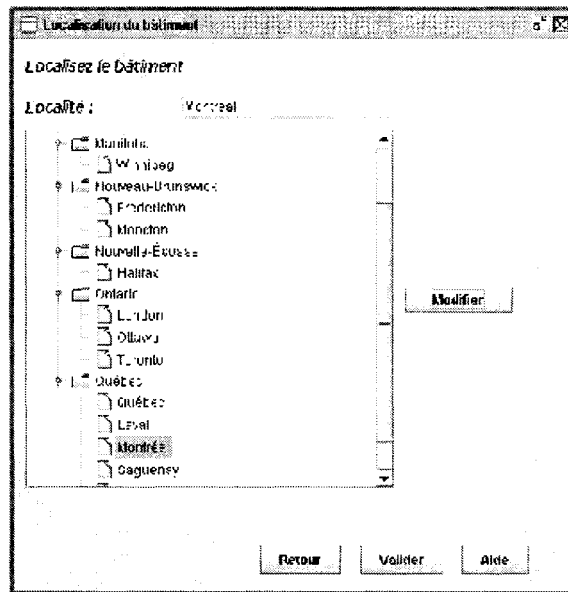 Localisation du bâtiment
Localisez le bâtiment
Localité : Montreal
Manitoba
Winnipeg
Nouveau-Brunswick
Fredericton
Moncton
Nouvelle-Écosse
Halifax
Ontario
London
Ottawa
Toronto
Québec
Québec
Laval
Montréal
Saguenay
Modifier
Retour Valider Aide